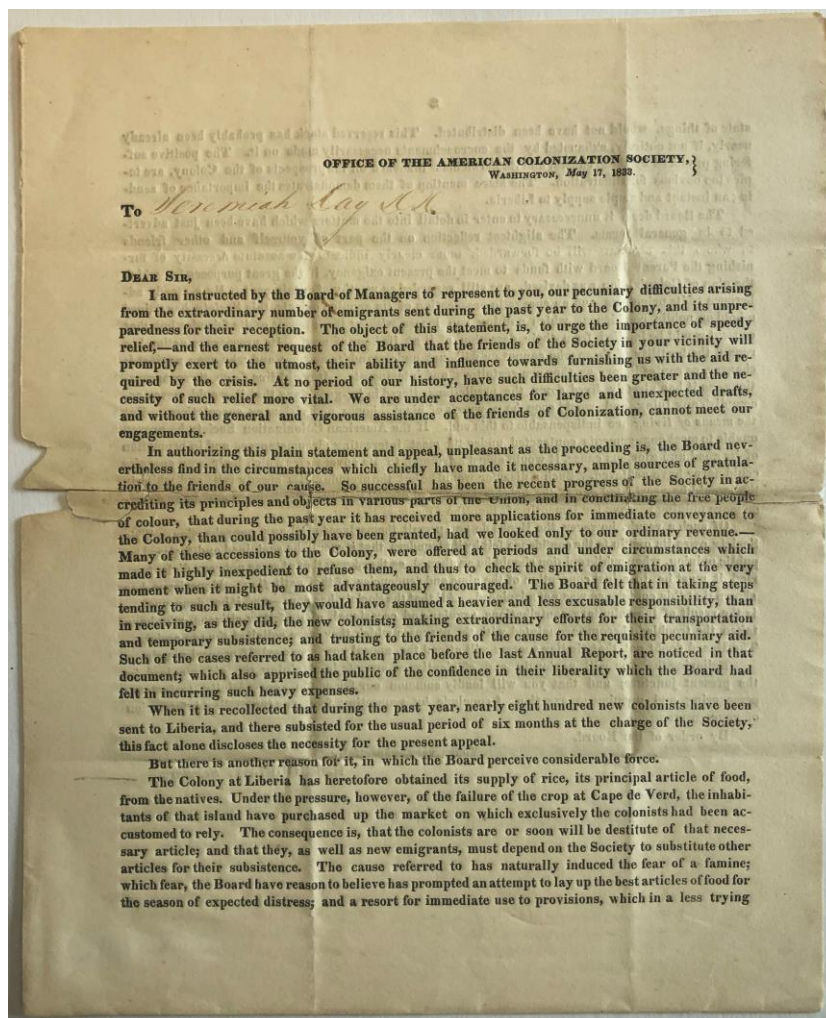 OFFICE OF THE AMERICAN COLONIZATION SOCIETY,
WASHINGTON, May 17, 1833.
To Jeremiah Day D.D.
DEAR SIR,
I am instructed by the Board of Managers to represent to you, our pecuniary difficulties arising
from the extraordinary number of emigrants sent during the past year to the Colony, and its unpre-
paredness for their reception. The object of this statement, is, to urge the importance of speedy
relief,—and the earnest request of the Board that the friends of the Society in your vicinity will
promptly exert to the utmost, their ability and influence towards furnishing us with the aid re-
quired by the crisis. At no period of our history, have such difficulties been greater and the ne-
cessity of such relief more vital. We are under acceptances for large and unexpected drafts,
and without the general and vigorous assistance of the friends of Colonization, cannot meet our
engagements.
In authorizing this plain statement and appeal, unpleasant as the proceeding is, the Board nev-
ertheless find in the circumstances which chiefly have made it necessary, ample sources of gratula-
tion to the friends of our cause. So successful has been the recent progress of the Society in ac-
crediting its principles and objects in various parts of the Union, and in conciliating the free people
of colour, that during the past year it has received more applications for immediate conveyance to
the Colony, than could possibly have been granted, had we looked only to our ordinary revenue.—
Many of these accessions to the Colony, were offered at periods and under circumstances which
made it highly inexpedient to refuse them, and thus to check the spirit of emigration at the very
moment when it might be most advantageously encouraged. The Board felt that in taking steps
tending to such a result, they would have assumed a heavier and less excusable responsibility, than
in receiving, as they did, the new colonists; making extraordinary efforts for their transportation
and temporary subsistence; and trusting to the friends of the cause for the requisite pecuniary aid.
Such of the cases referred to as had taken place before the last Annual Report, are noticed in that
document; which also apprised the public of the confidence in their liberality which the Board had
felt in incurring such heavy expenses.
When it is recollected that during the past year, nearly eight hundred new colonists have been
sent to Liberia, and there subsisted for the usual period of six months at the charge of the Society,
this fact alone discloses the necessity for the present appeal.
But there is another reason for it, in which the Board perceive considerable force.
The Colony at Liberia has heretofore obtained its supply of rice, its principal article of food,
from the natives. Under the pressure, however, of the failure of the crop at Cape de Verd, the inhabi-
tants of that island have purchased up the market on which exclusively the colonists had been ac-
customed to rely. The consequence is, that the colonists are or soon will be destitute of that neces-
sary article; and that they, as well as new emigrants, must depend on the Society to substitute other
articles for their subsistence. The cause referred to has naturally induced the fear of a famine;
which fear, the Board have reason to believe has prompted an attempt to lay up the best articles of food for
the season of expected distress; and a resort for immediate use to provisions, which in a less trying